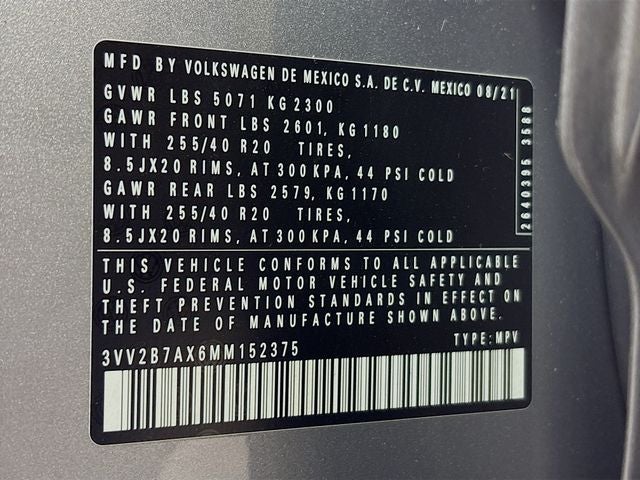 MFD BY VOLKSWAGEN DE MEXICO S.A. DE C.V. MEXICO 08/21
GVWR LBS 5071 KG 2300
GAWR FRONT LBS 2601, KG 1180
WITH 255/40 R20 TIRES,
8.5JX20 RIMS, AT 300 KPA, 44 PSI COLD
GAWR REAR LBS 2579, KG 1170
WITH 255/40 R20 TIRES,
8.5JX20 RIMS, AT 300 KPA, 44 PSI COLD
2640395 3588
THIS VEHICLE CONFORMS TO ALL APPLICABLE
U.S. FEDERAL MOTOR VEHICLE SAFETY AND
THEFT PREVENTION STANDARDS IN EFFECT ON
THE DATE OF MANUFACTURE SHOWN ABOVE.
3VV2B7AX6MM152375 TYPE: MPV